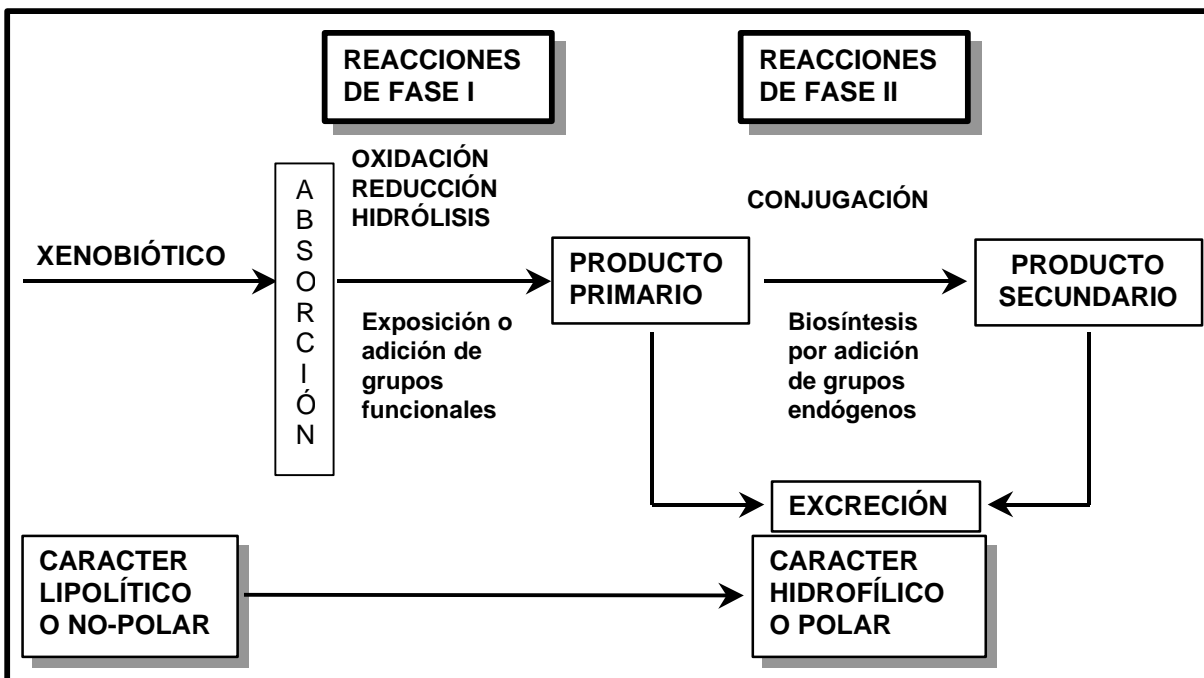 REACCIONES
DE FASE I
REACCIONES
DE FASE II
OXIDACIÓN
REDUCCIÓN
HIDRÓLISIS
CONJUGACIÓN
XENOBIÓTICO
A
B
S
O
R
C
I
Ó
N
PRODUCTO
PRIMARIO
PRODUCTO
SECUNDARIO
Exposición o
adición de
grupos
funcionales
Biosíntesis
por adición
de grupos
endógenos
EXCRECIÓN
CARACTER
LIPOLÍTICO
O NO-POLAR
CARACTER
HIDROFÍLICO
O POLAR